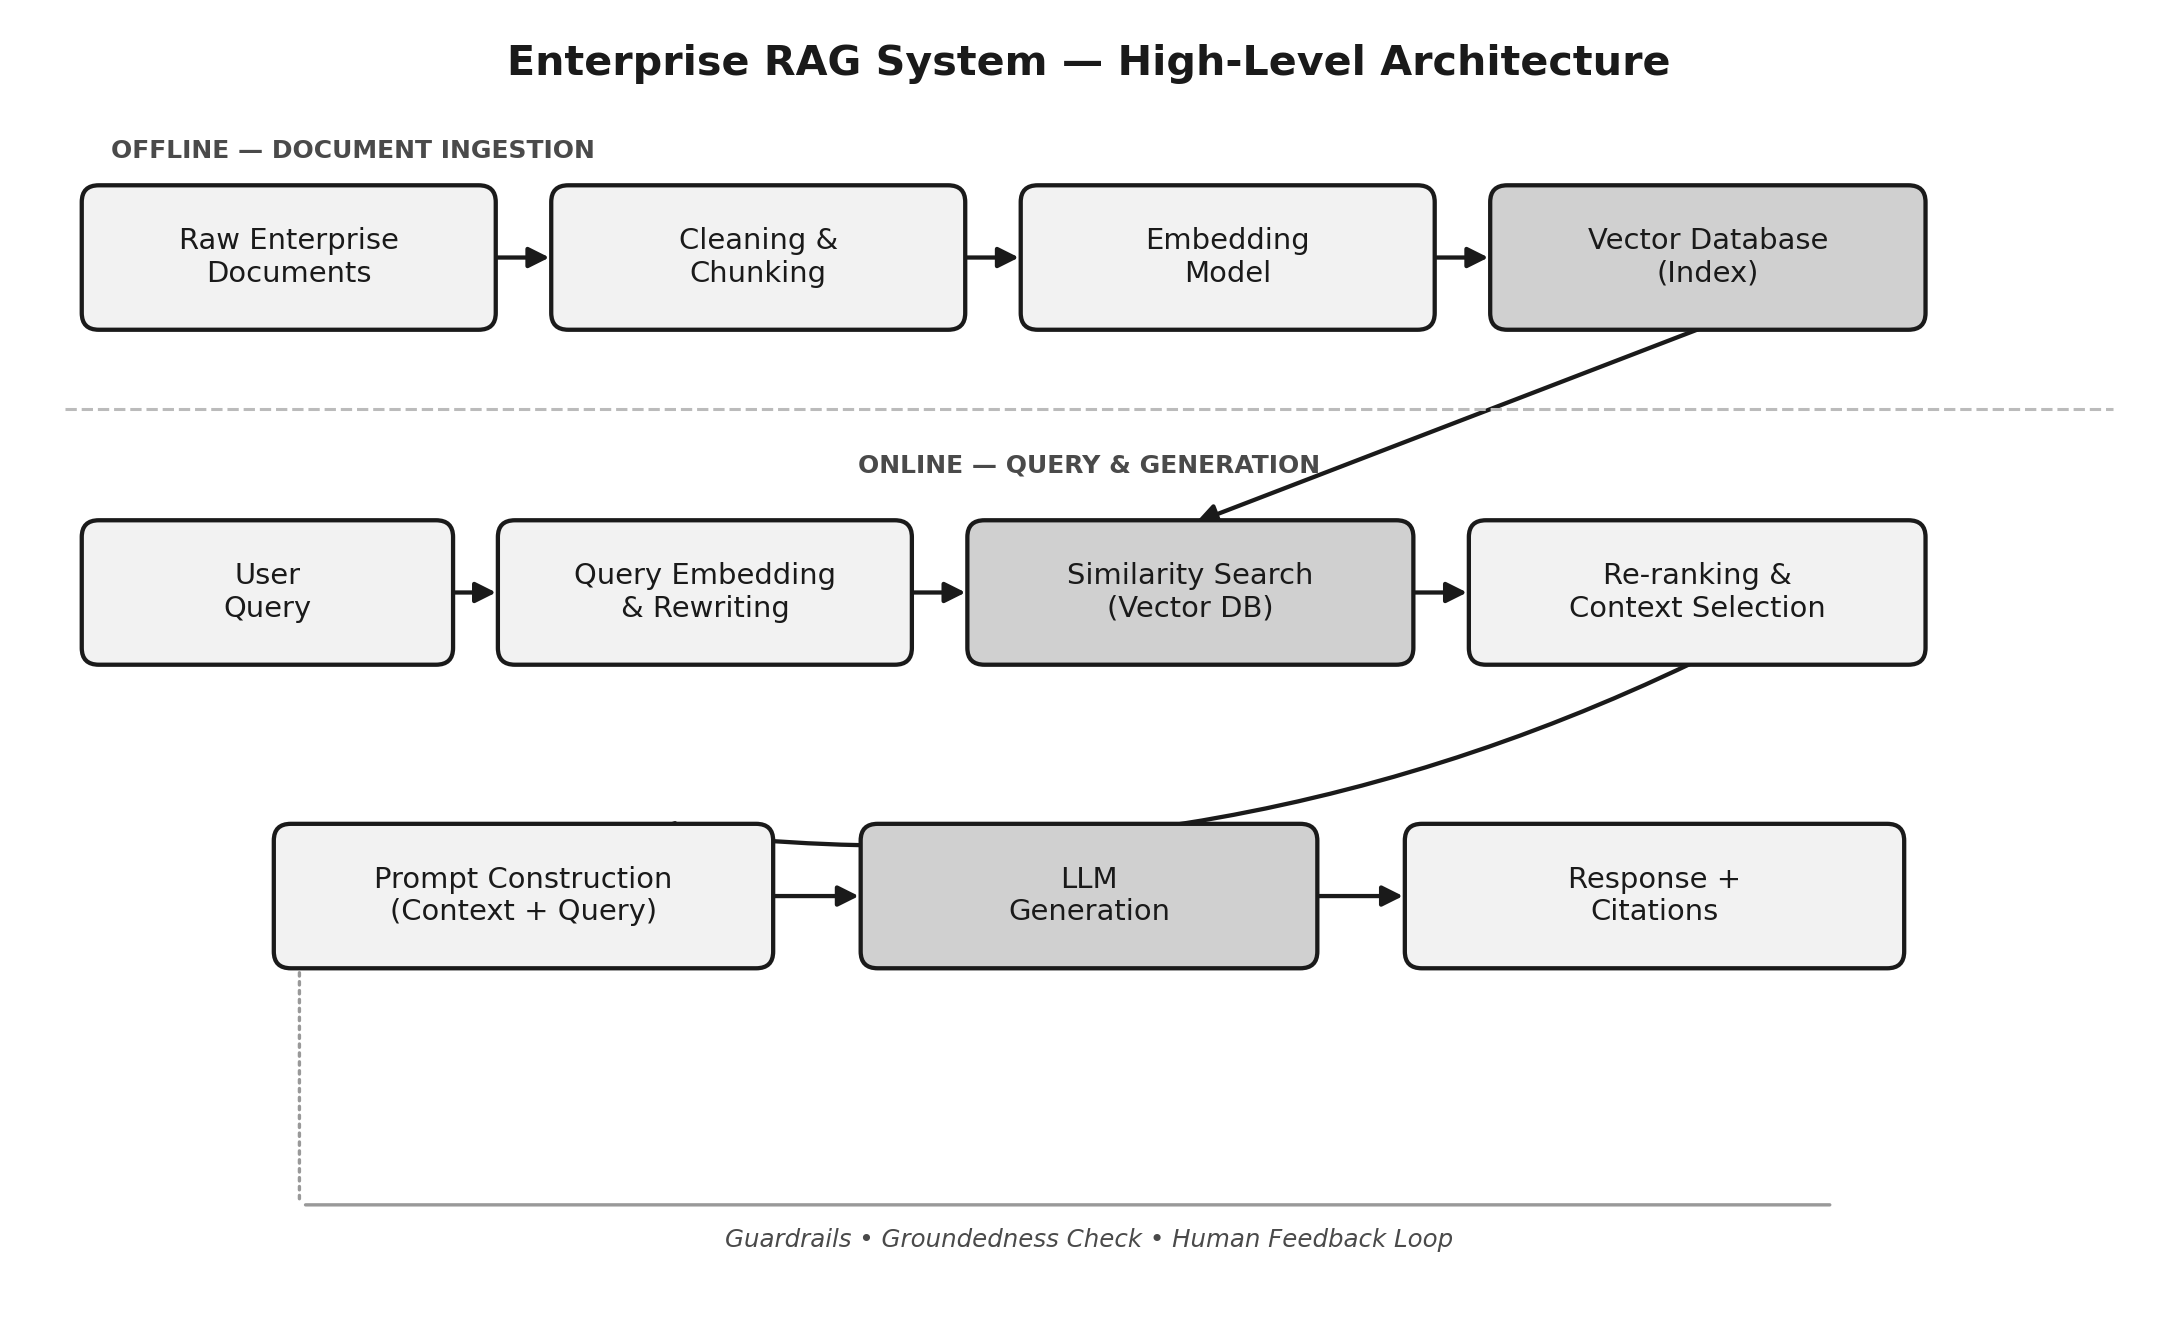 Enterprise RAG System — High-Level Architecture
OFFLINE — DOCUMENT INGESTION
Raw Enterprise
Documents
Cleaning &
Chunking
Embedding
Model
Vector Database
(Index)
ONLINE — QUERY & GENERATION
User
Query
Query Embedding
& Rewriting
Similarity Search
(Vector DB)
Re-ranking &
Context Selection
Prompt Construction
(Context + Query)
LLM
Generation
Response +
Citations
Guardrails • Groundedness Check • Human Feedback Loop